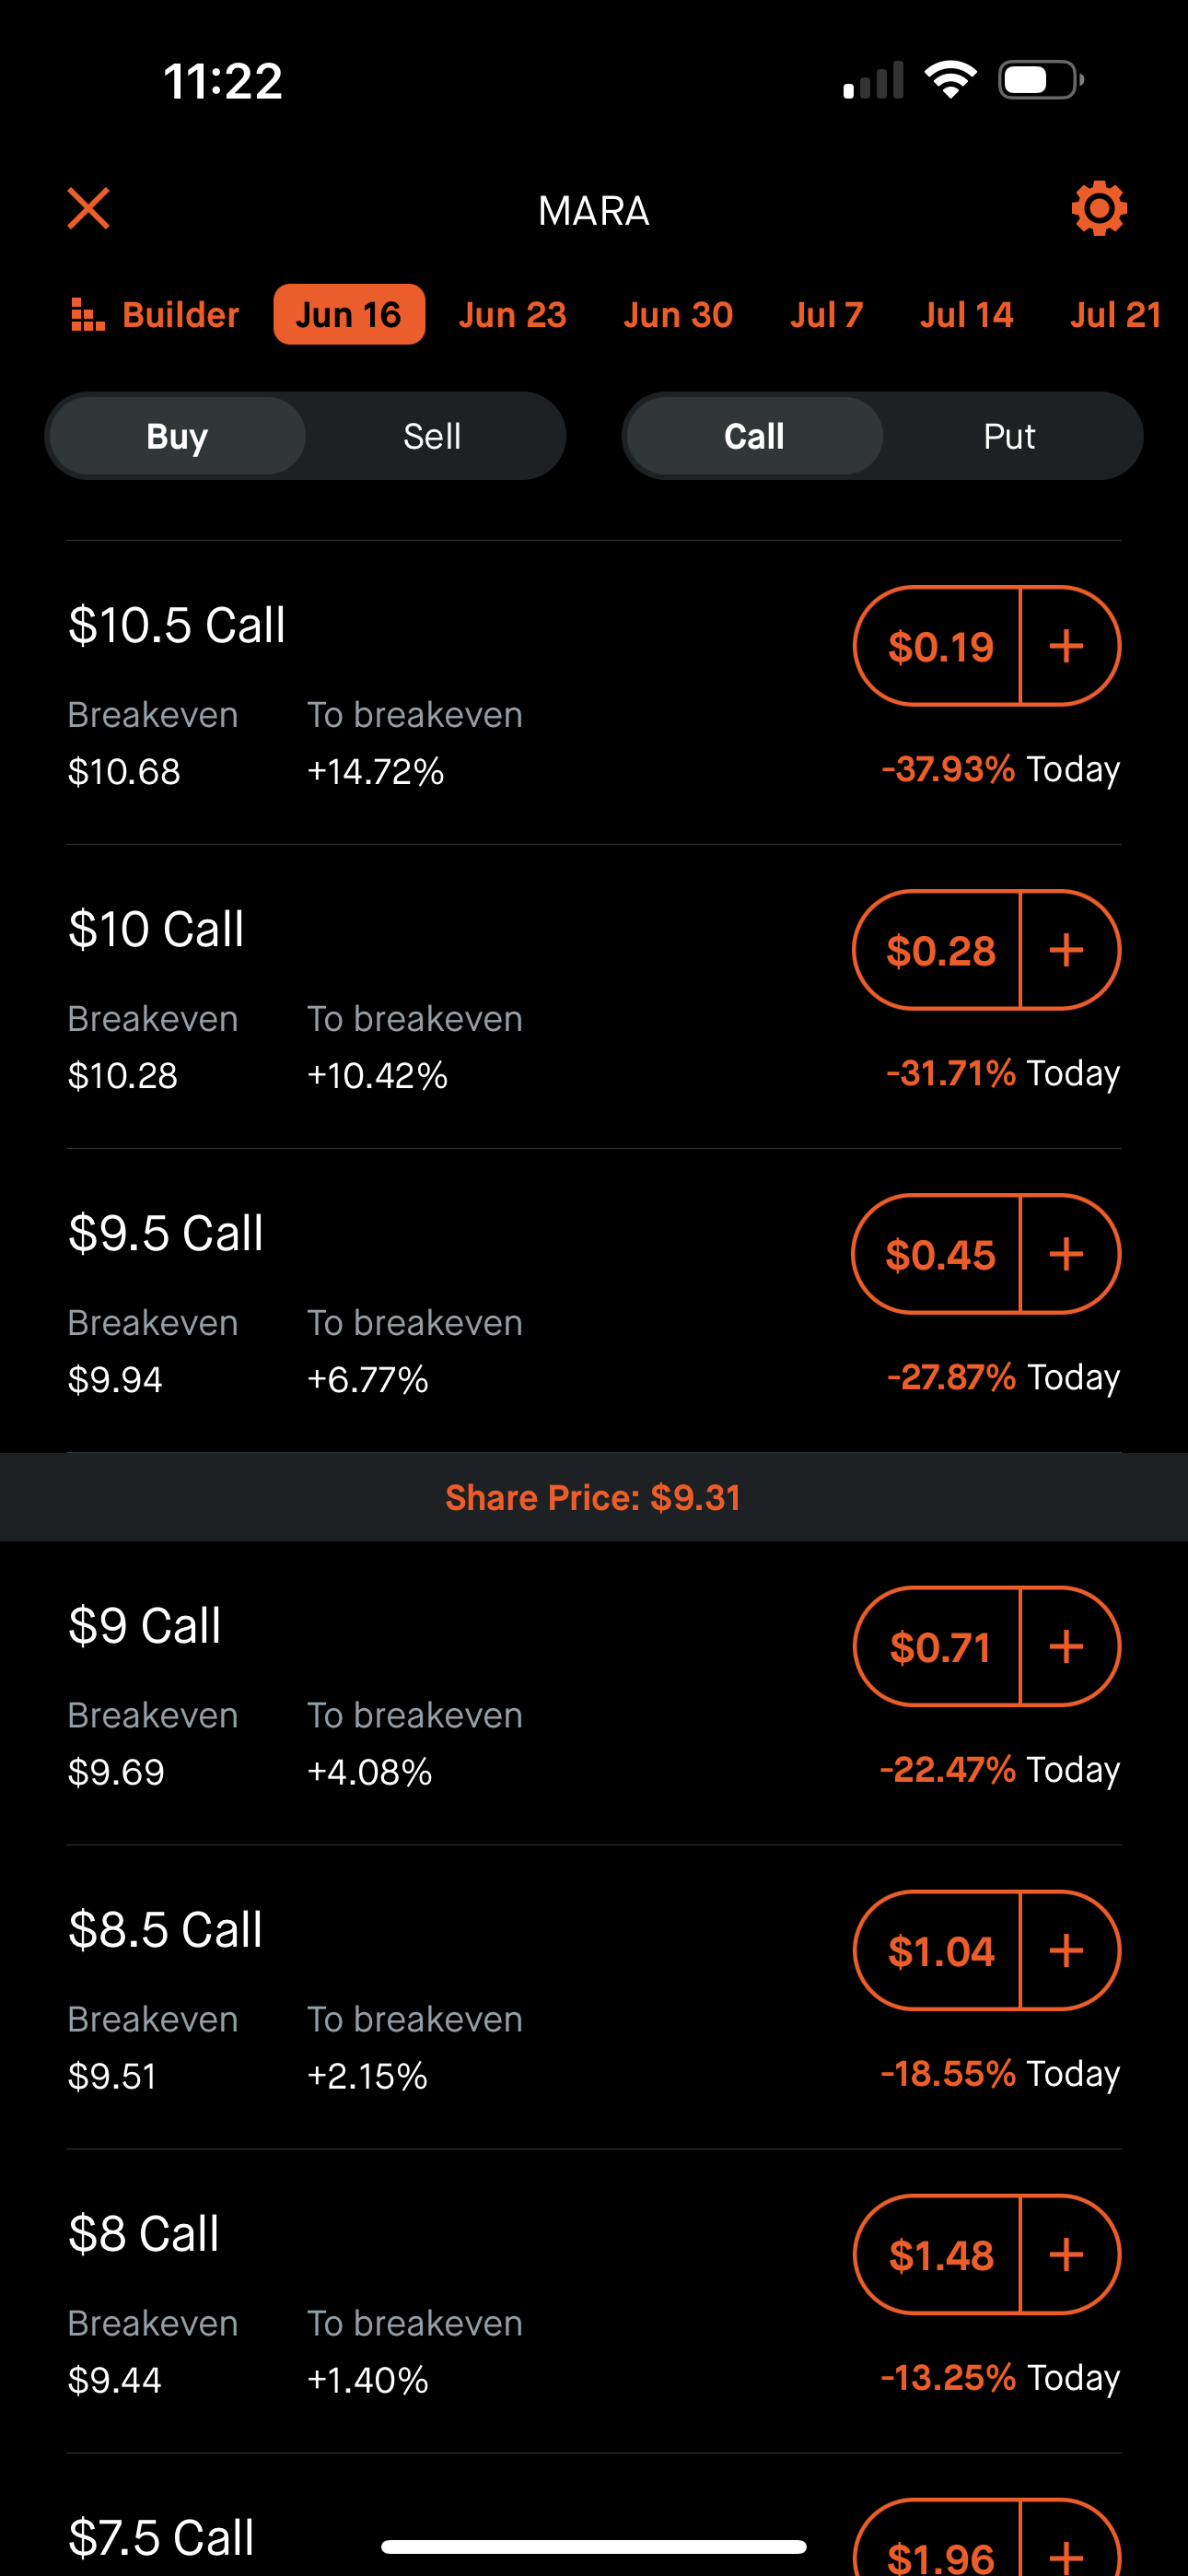 11:22
MARA
Builder Jun 16 Jun 23 Jun 30 Jul 7 Jul 14 Jul 21
Buy Sell Call Put
$10.5 Call
$0.19 +
Breakeven To breakeven
$10.68 +14.72%
-37.93% Today
$10 Call
$0.28 +
Breakeven To breakeven
$10.28 +10.42%
-31.71% Today
$9.5 Call
$0.45 +
Breakeven To breakeven
$9.94 +6.77%
-27.87% Today
Share Price: $9.31
$9 Call
$0.71 +
Breakeven To breakeven
$9.69 +4.08%
-22.47% Today
$8.5 Call
$1.04 +
Breakeven To breakeven
$9.51 +2.15%
-18.55% Today
$8 Call
$1.48 +
Breakeven To breakeven
$9.44 +1.40%
-13.25% Today
$7.5 Call
$1.96 +